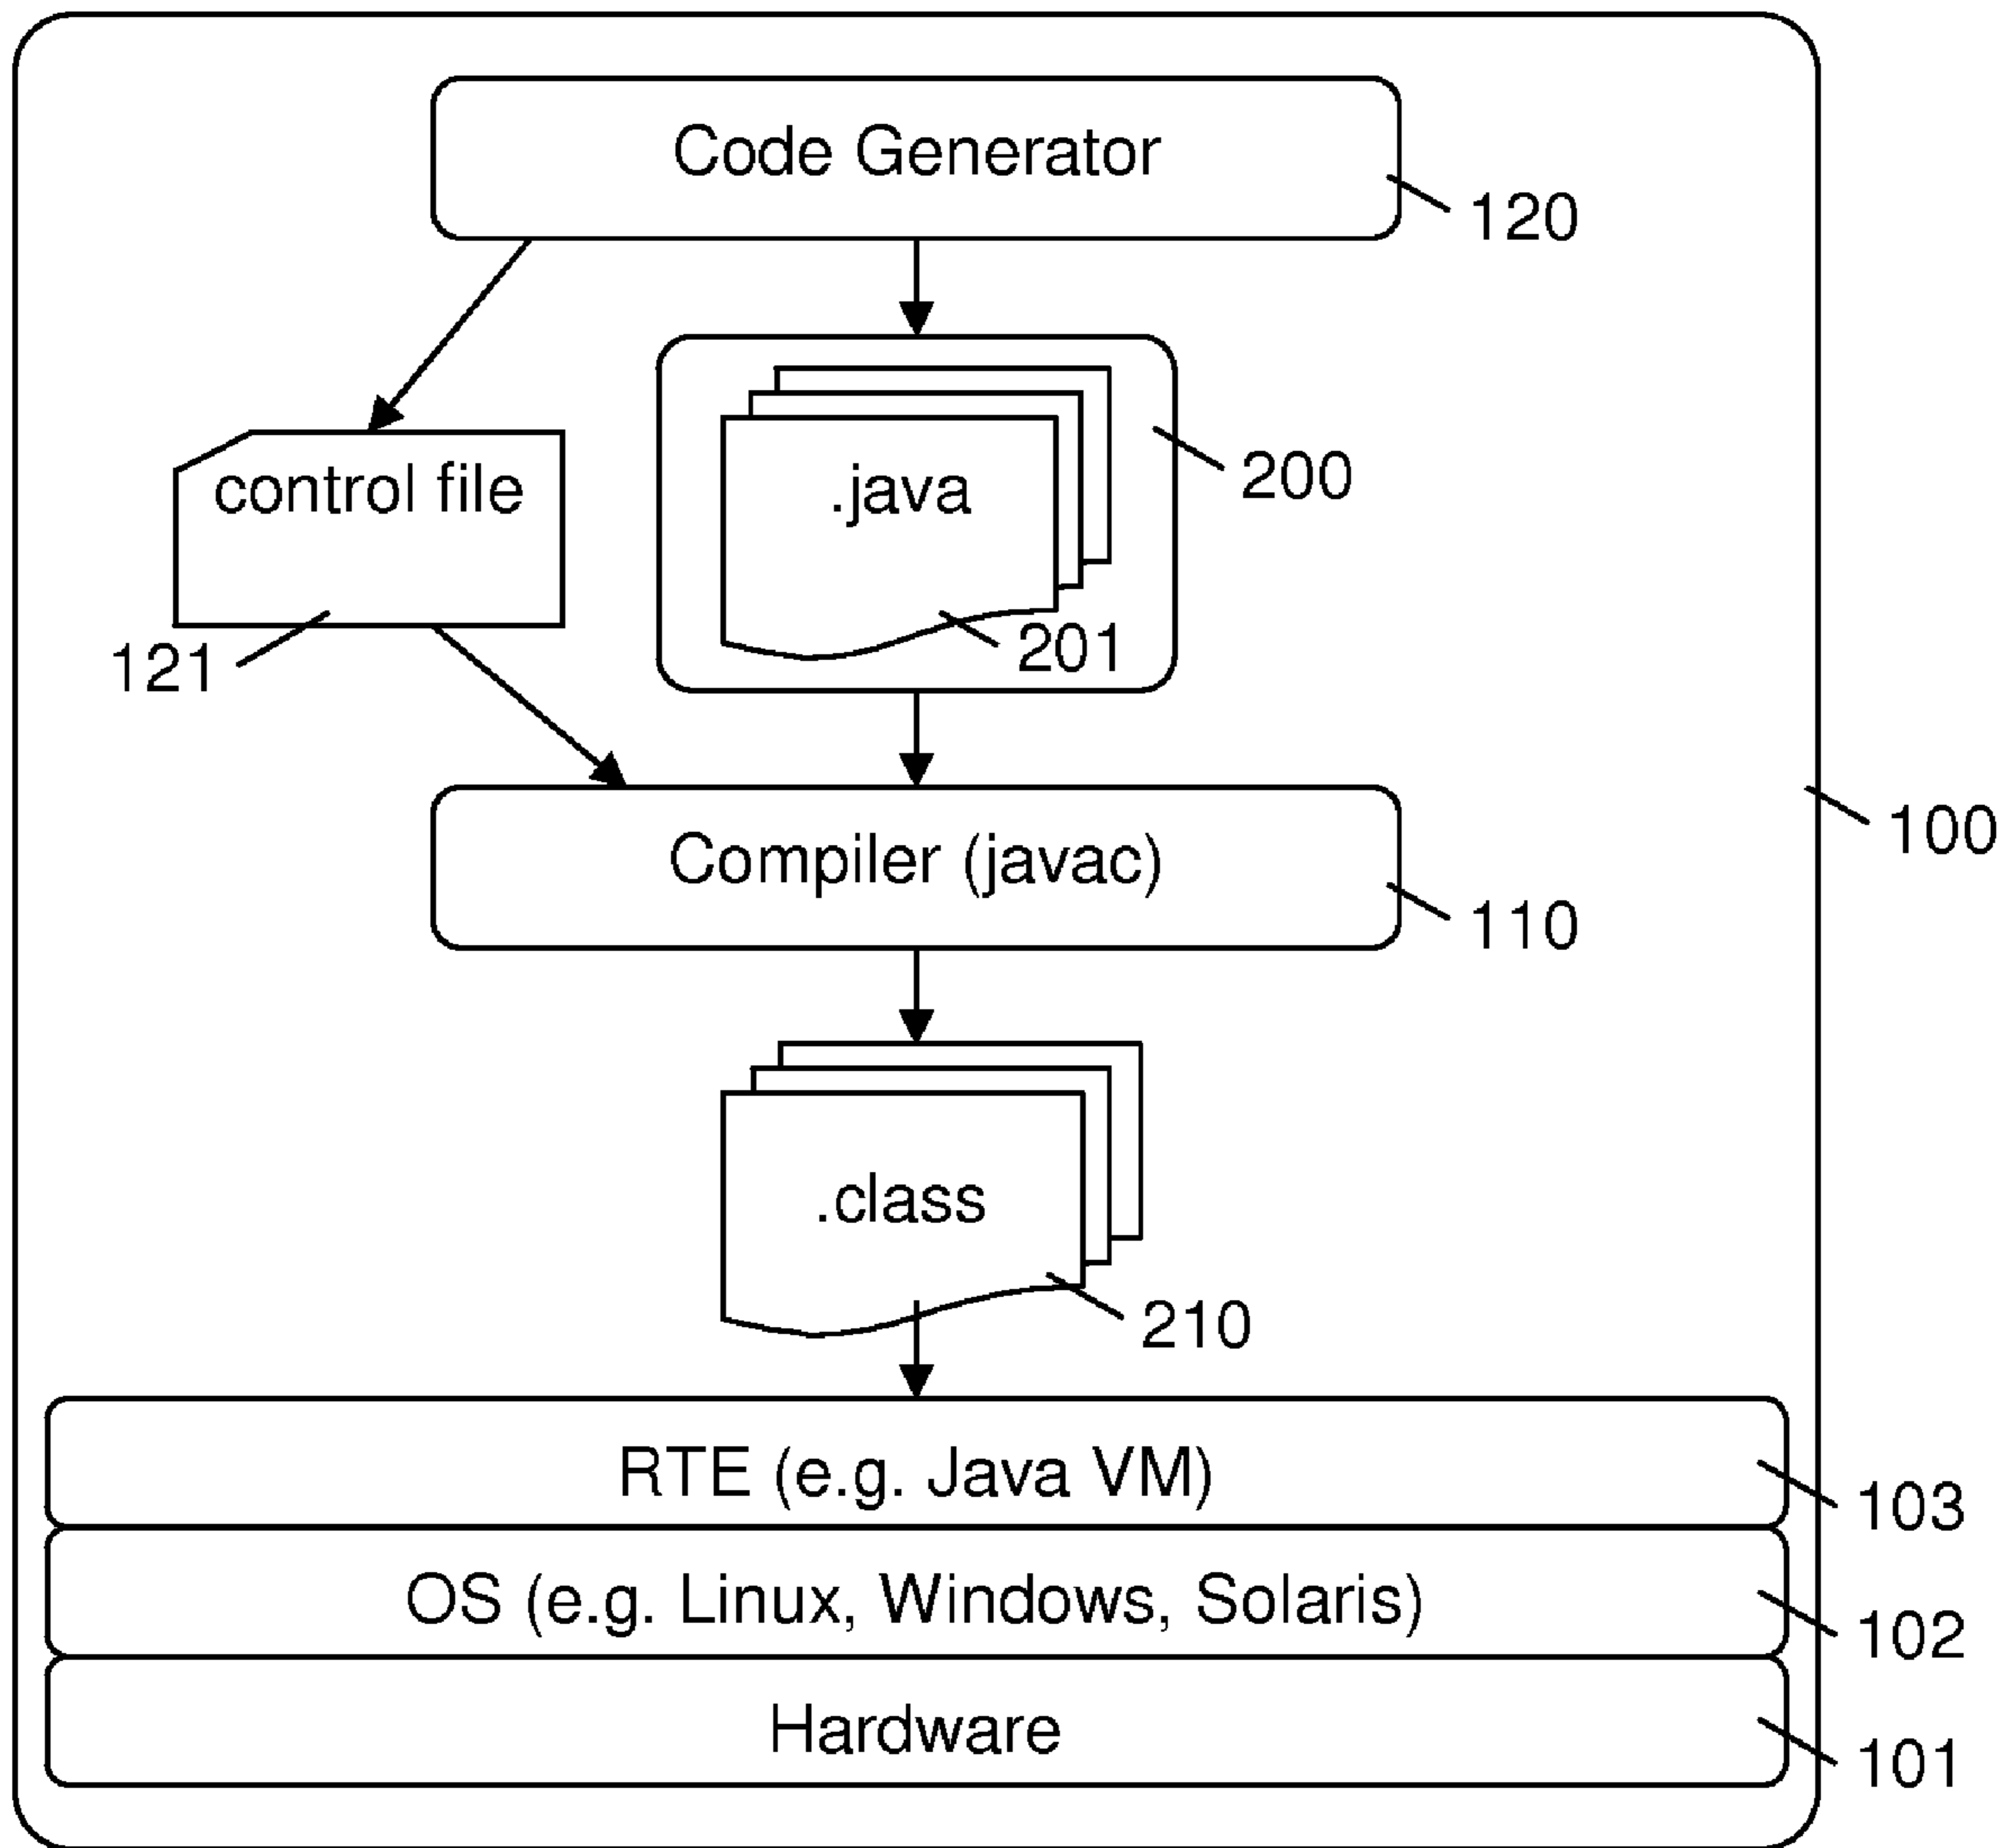 Code Generator
120
control file
.java
200
121
201
Compiler (javac)
100
110
.class
210
RTE (e.g. Java VM)
103
OS (e.g. Linux, Windows, Solaris)
102
Hardware
101